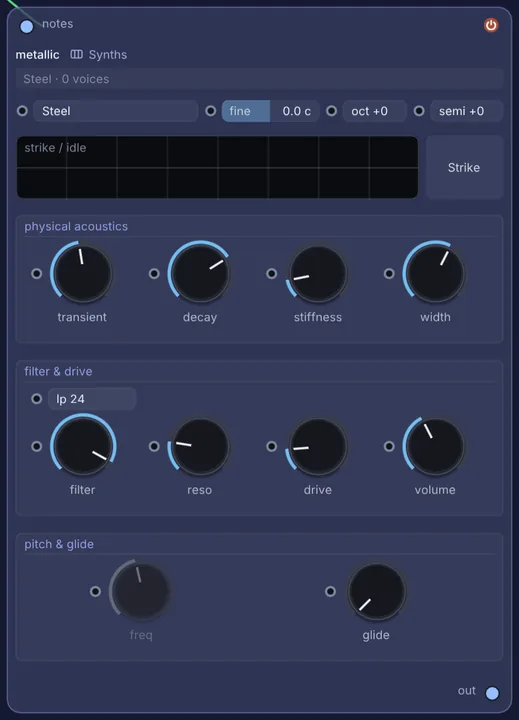 notes
metallic Synths
Steel · 0 voices
Steel fine 0.0 c oct +0 semi +0
strike / idle
Strike
physical acoustics
transient decay stiffness width
filter & drive
lp 24
filter reso drive volume
pitch & glide
freq glide
out